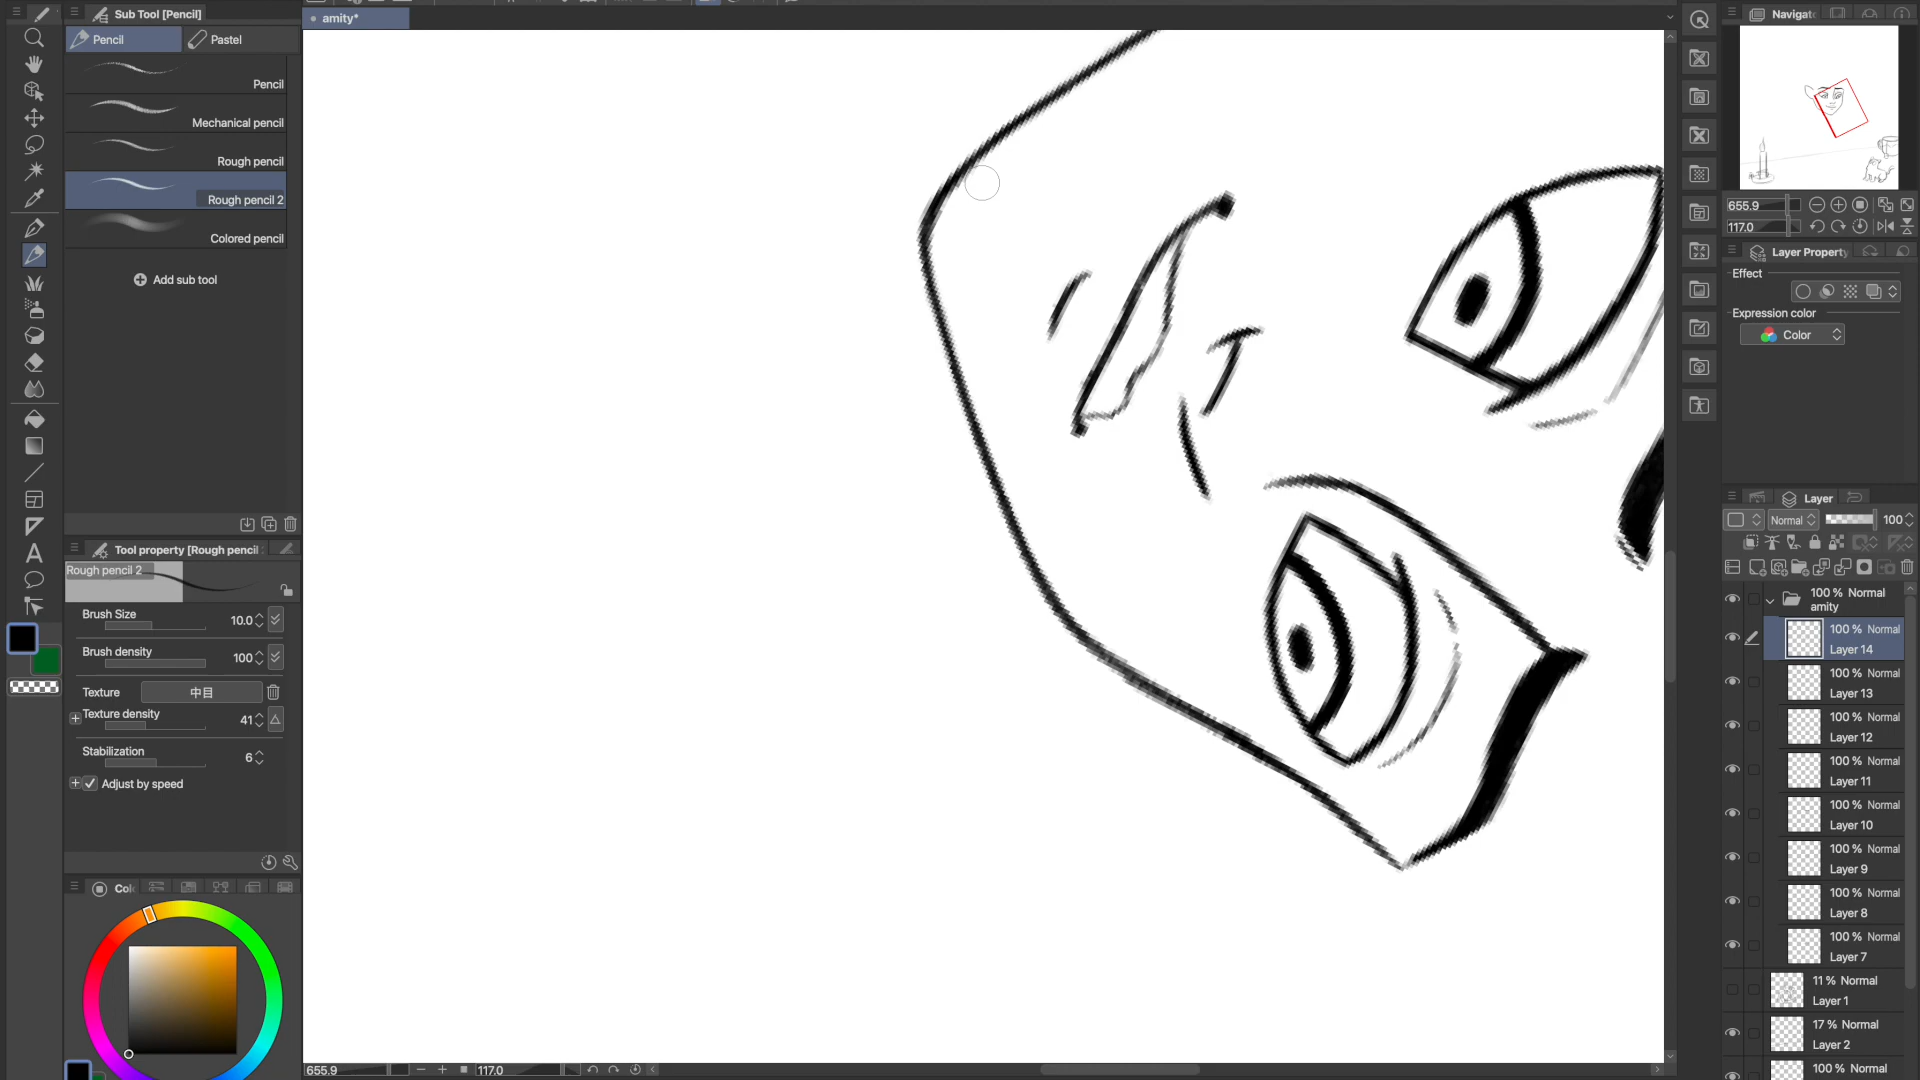 Sub Tool [Pencil]
Pencil
Pastel
Pencil
Mechanical pencil
Rough pencil
Rough pencil 2
Colored pencil
Add sub tool
Tool property [Rough pencil
Rough pencil 2
Brush Size
10.0
Brush density
100
Texture
中目
Texture density
41
Stabilization
6
Adjust by speed
Col
amity*
655.9
117.0
Navigator
655.9
117.0
Layer Property
Effect
Expression color
Color
Layer
Normal
100
100 % Normal
amity
100 % Normal
Layer 14
100 % Normal
Layer 13
100 % Normal
Layer 12
100 % Normal
Layer 11
100 % Normal
Layer 10
100 % Normal
Layer 9
100 % Normal
Layer 8
100 % Normal
Layer 7
11 % Normal
Layer 1
17 % Normal
Layer 2
100 % Normal